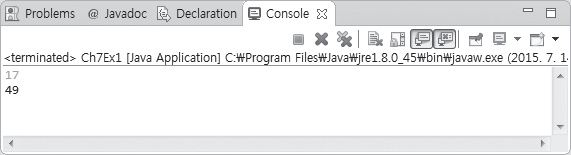 Problems @ Javadoc Declaration Console
<terminated> Ch7Ex1 [Java Application] C:₩Program Files₩Java₩jre1.8.0_45₩bin₩javaw.exe (2015. 7. 14
17
49